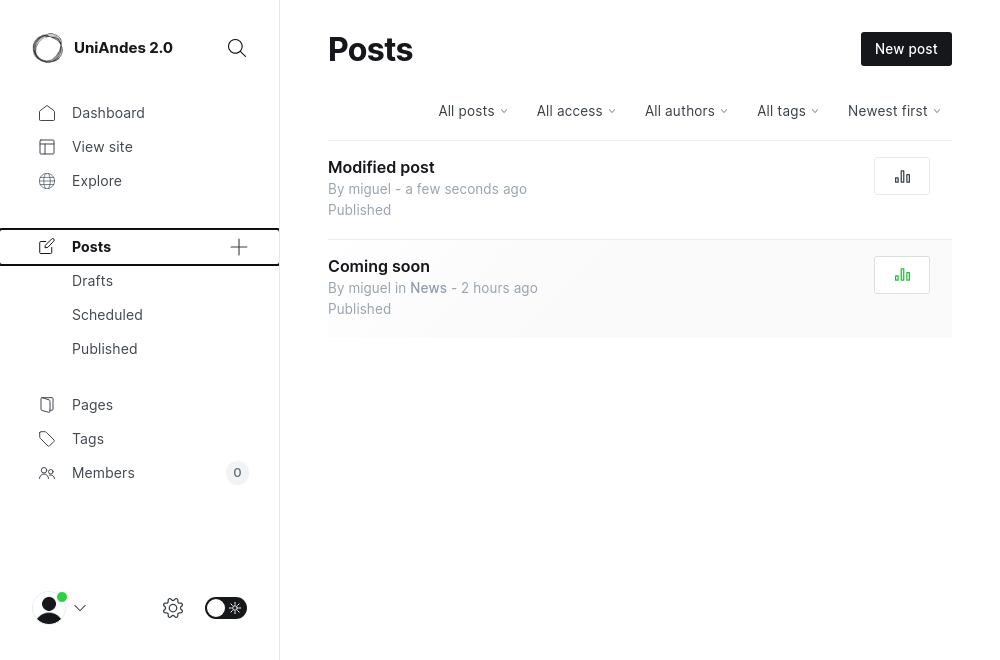 UniAndes 2.0
Dashboard
View site
Explore
Posts
Drafts
Scheduled
Published
Pages
Tags
Members
0
Posts
New post
All posts
All access
All authors
All tags
Newest first
Modified post
By miguel - a few seconds ago
Published
Coming soon
By miguel in News - 2 hours ago
Published